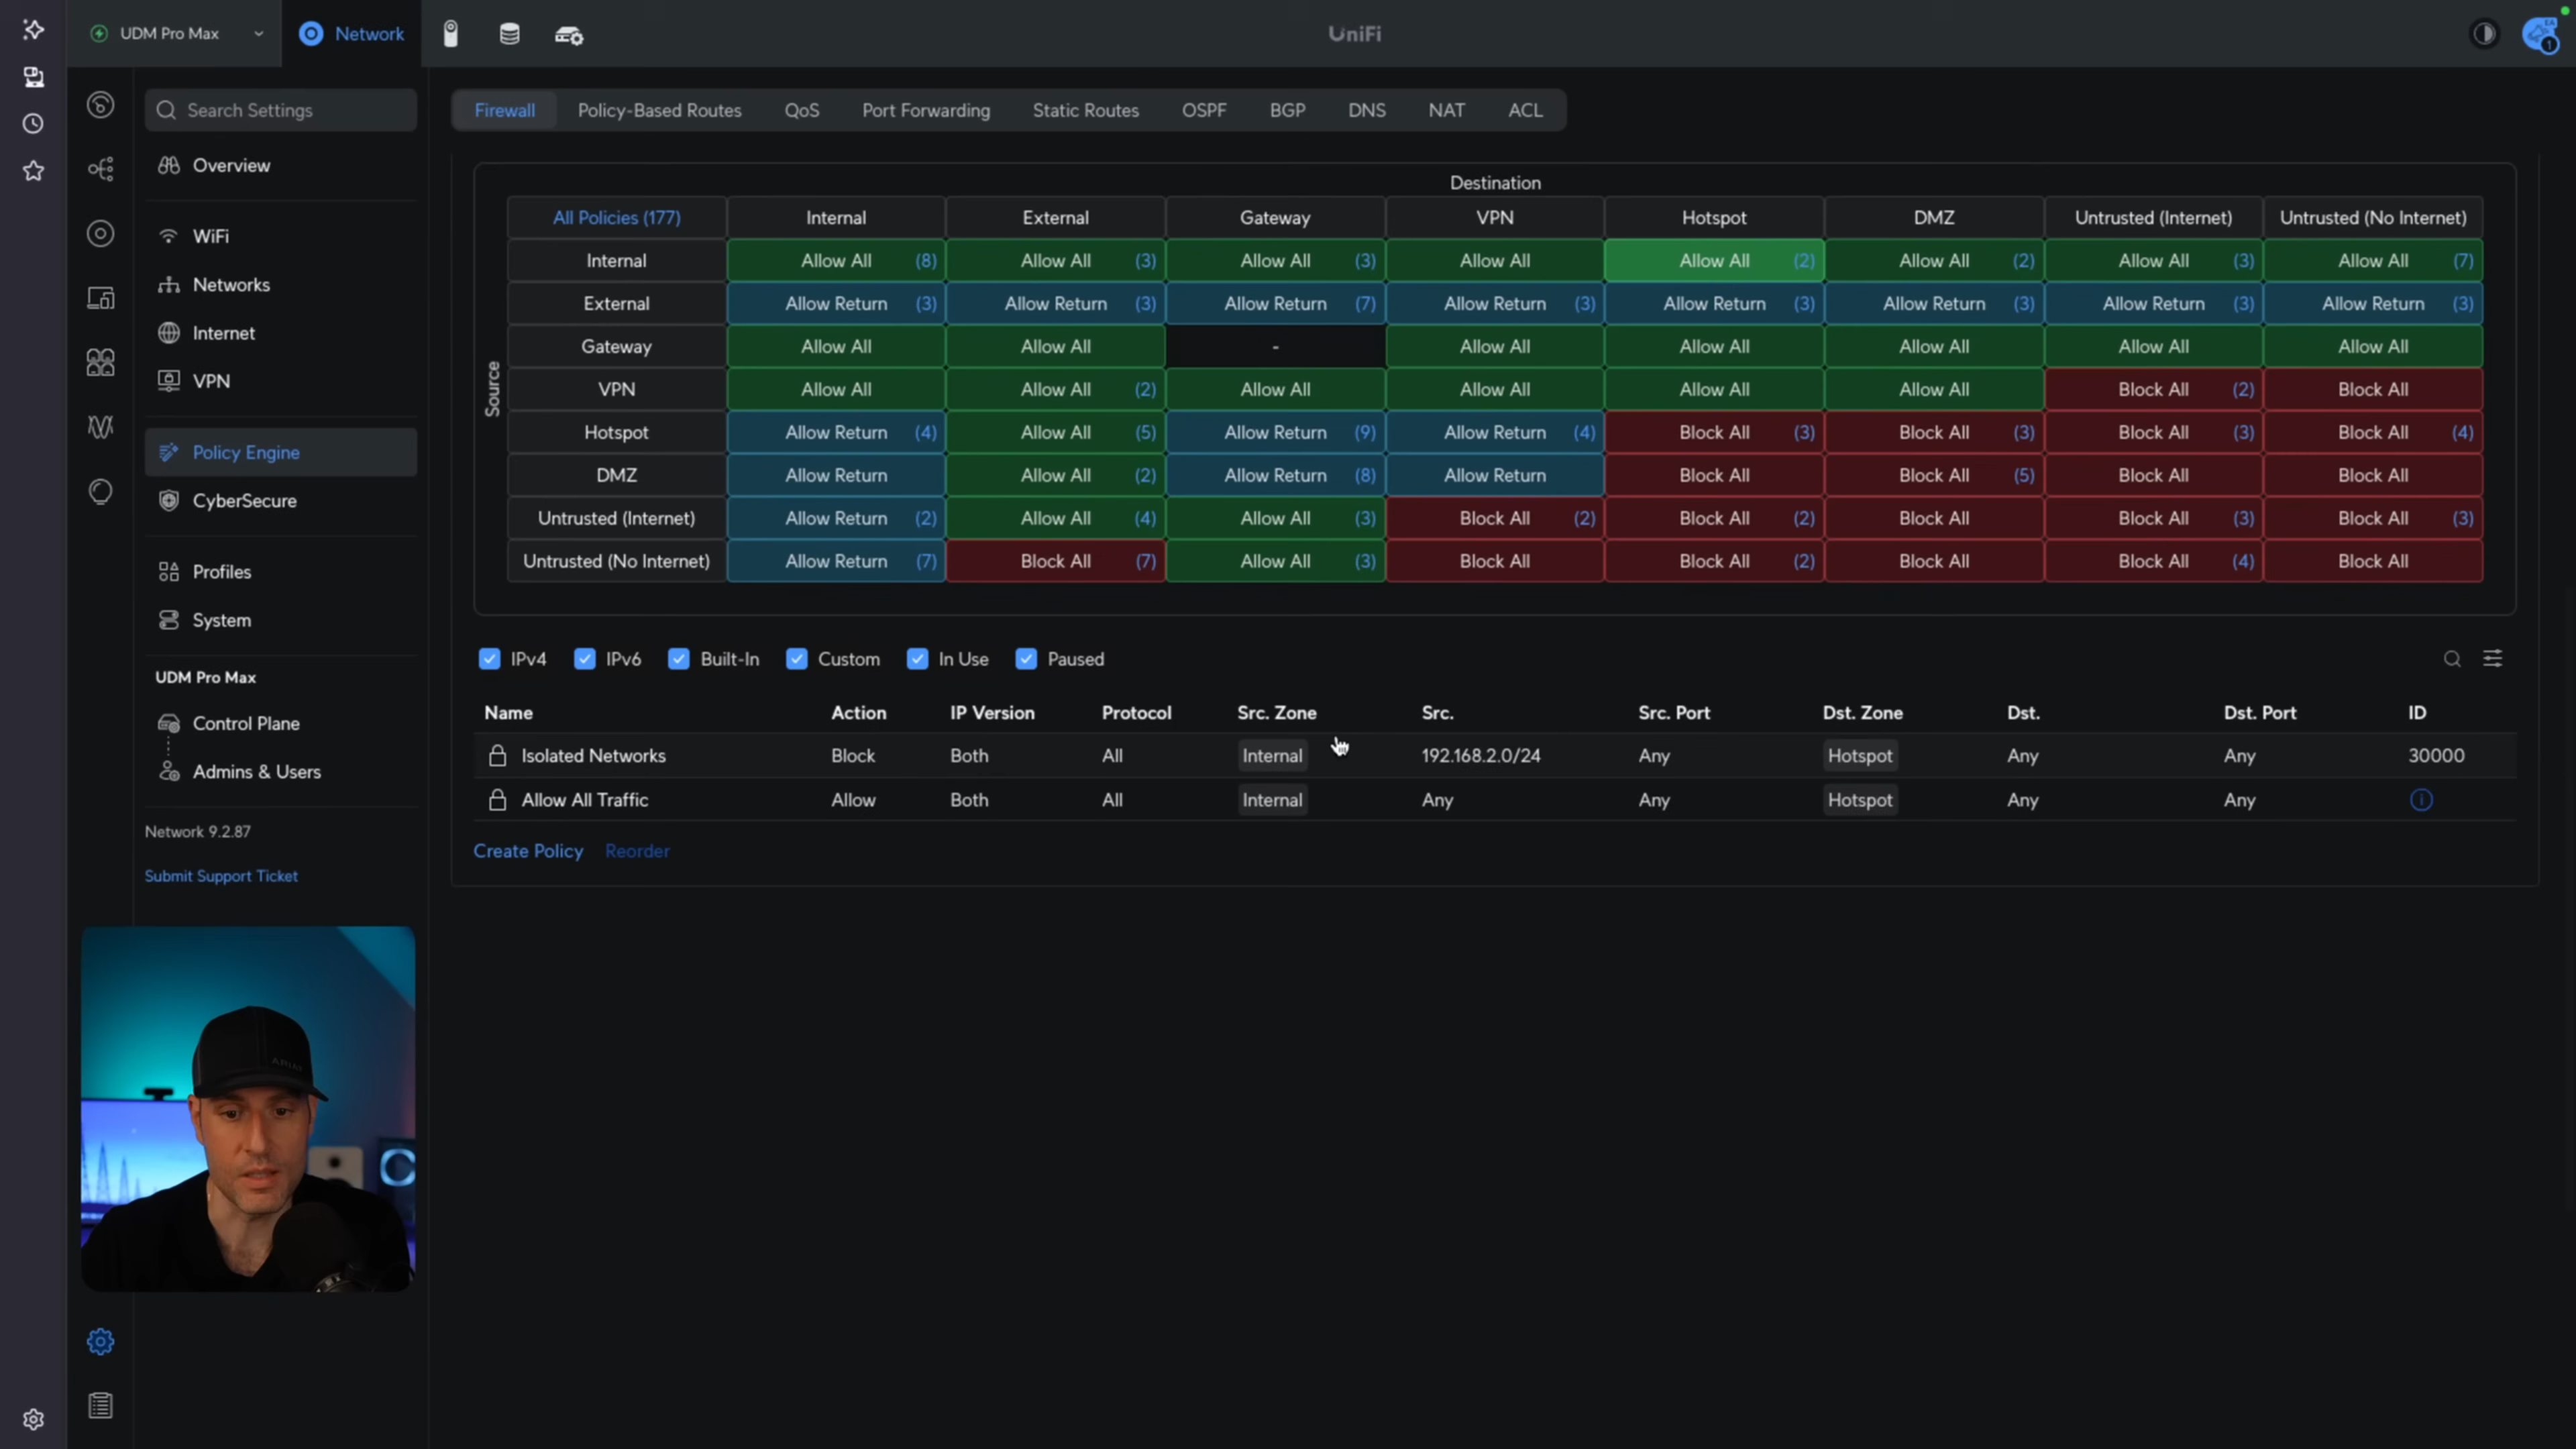 UDM Pro Max
Network
UniFi
1
Search Settings
Overview
WiFi
Networks
Internet
VPN
Policy Engine
CyberSecure
Profiles
System
UDM Pro Max
Control Plane
Admins & Users
Network 9.2.87
Submit Support Ticket
Firewall Policy-Based Routes QoS Port Forwarding Static Routes OSPF BGP DNS NAT ACL
Destination
Source
All Policies (177) Internal External Gateway VPN Hotspot DMZ Untrusted (Internet) Untrusted (No Internet)
Internal Allow All (8) Allow All (3) Allow All (3) Allow All Allow All (2) Allow All (2) Allow All (3) Allow All (7)
External Allow Return (3) Allow Return (3) Allow Return (7) Allow Return (3) Allow Return (3) Allow Return (3) Allow Return (3) Allow Return (3)
Gateway Allow All Allow All - Allow All Allow All Allow All Allow All Allow All
VPN Allow All Allow All (2) Allow All Allow All Allow All Allow All Block All (2) Block All
Hotspot Allow Return (4) Allow All (5) Allow Return (9) Allow Return (4) Block All (3) Block All (3) Block All (3) Block All (4)
DMZ Allow Return Allow All (2) Allow Return (8) Allow Return Block All Block All (5) Block All Block All
Untrusted (Internet) Allow Return (2) Allow All (4) Allow All (3) Block All (2) Block All (2) Block All Block All (3) Block All (3)
Untrusted (No Internet) Allow Return (7) Block All (7) Allow All (3) Block All Block All (2) Block All Block All (4) Block All
IPv4 IPv6 Built-In Custom In Use Paused
Name Action IP Version Protocol Src. Zone Src. Src. Port Dst. Zone Dst. Dst. Port ID
Isolated Networks Block Both All Internal 192.168.2.0/24 Any Hotspot Any Any 30000
Allow All Traffic Allow Both All Internal Any Any Hotspot Any Any
Create Policy Reorder
ARIAT